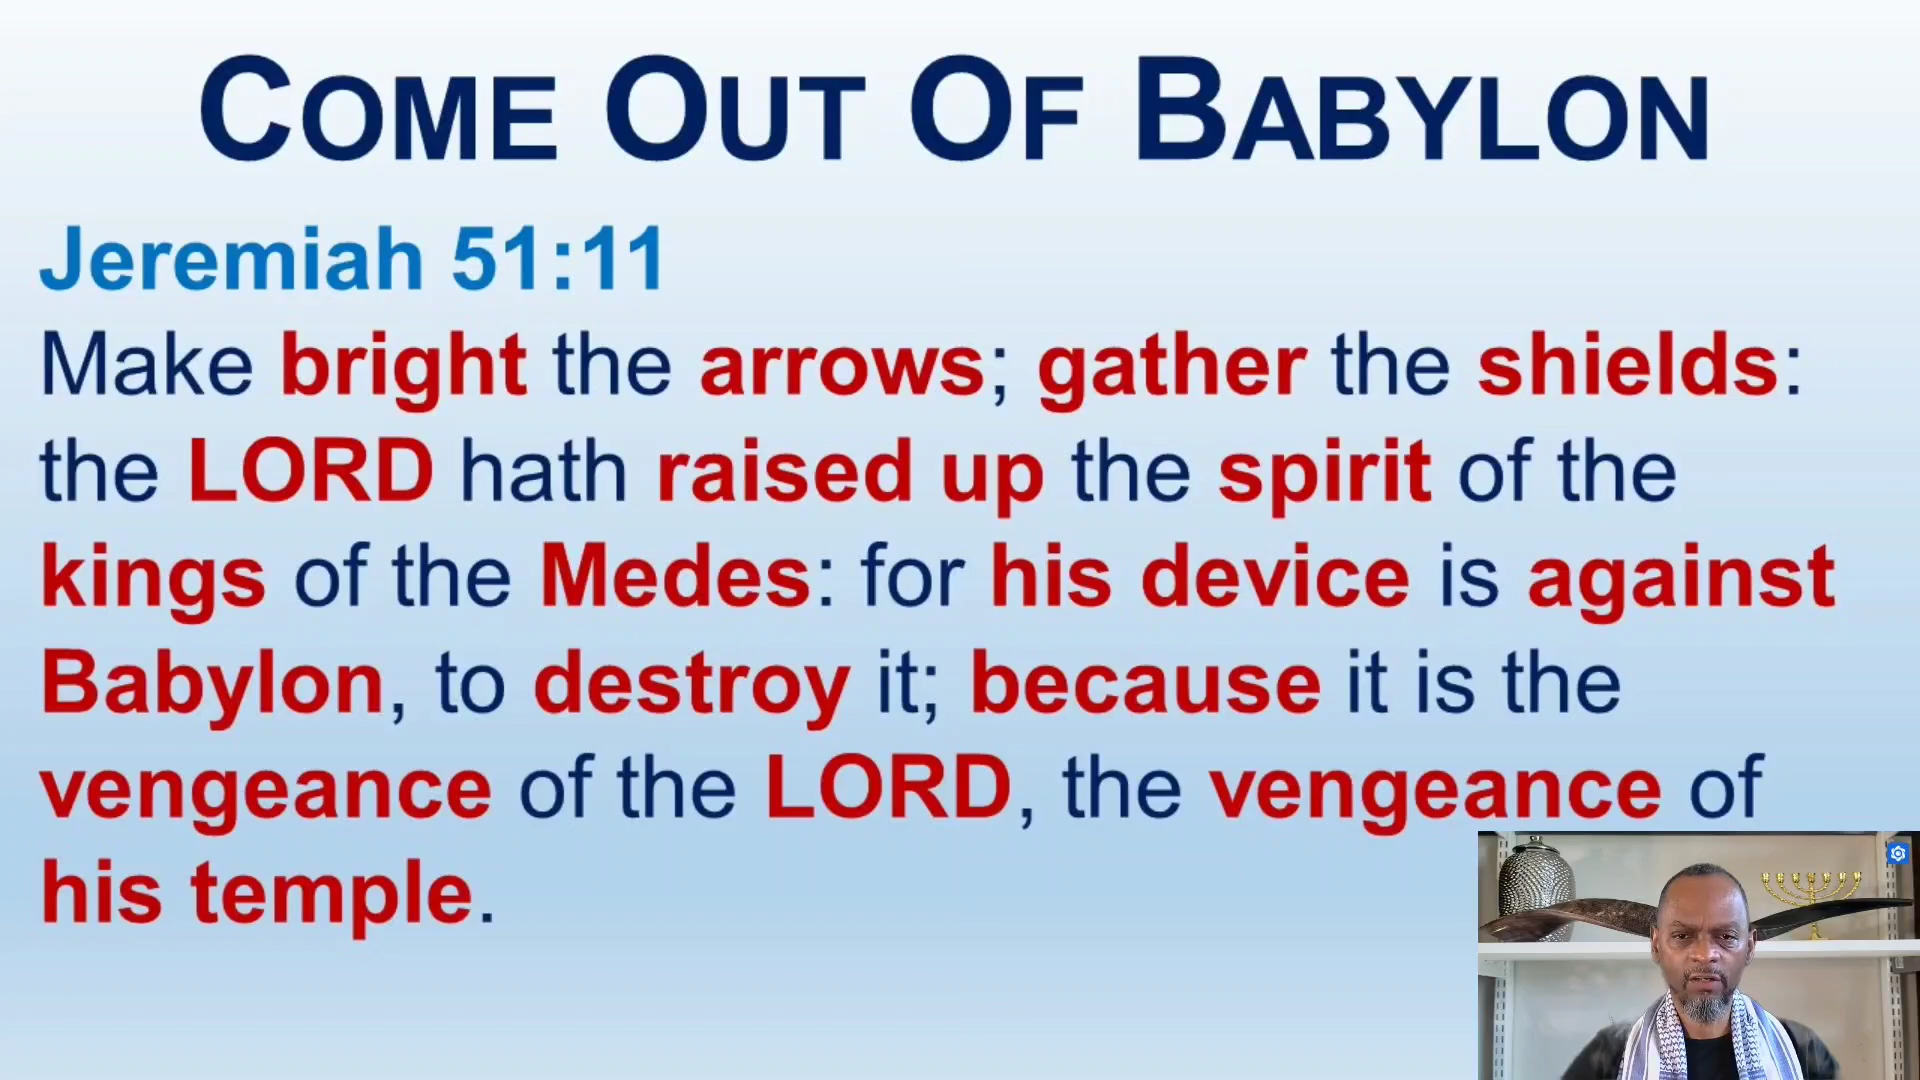 COME OUT OF BABYLON
Jeremiah 51:11
Make bright the arrows; gather the shields:
the LORD hath raised up the spirit of the
kings of the Medes: for his device is against
Babylon, to destroy it; because it is the
vengeance of the LORD, the vengeance of
his temple.